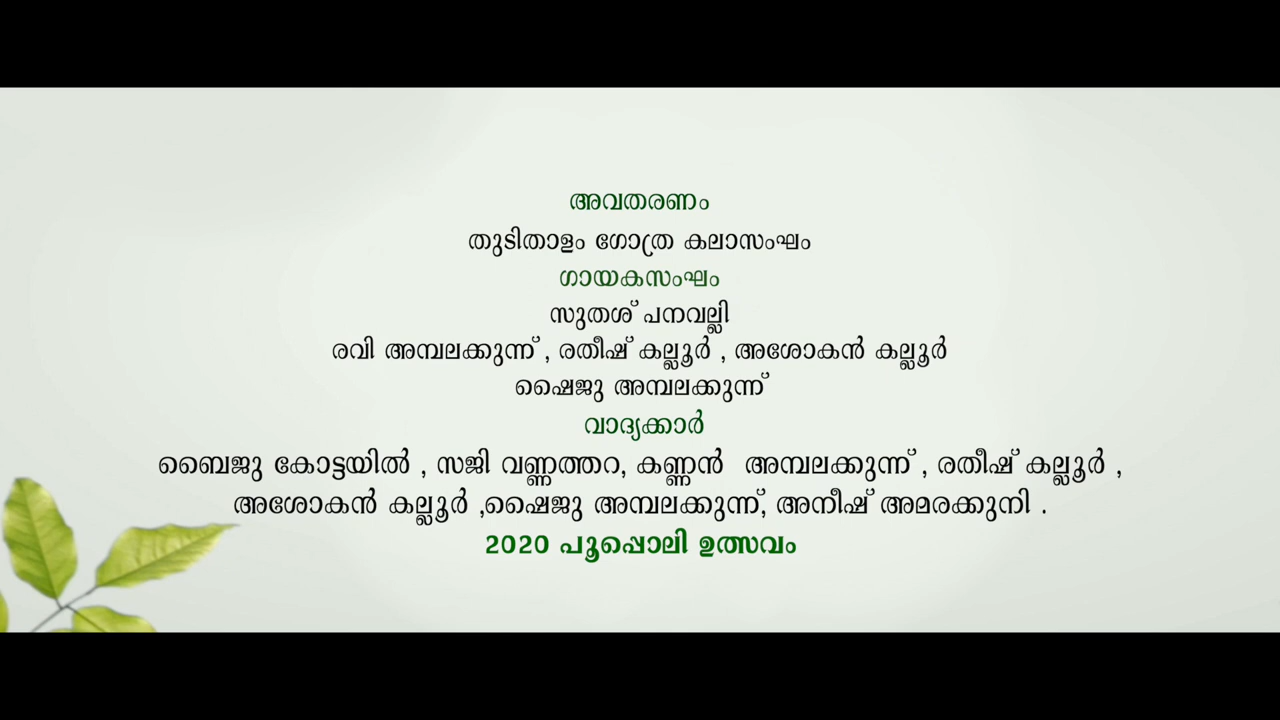 അവതരണം
തുടിതാളം ഗോത്ര കലാസംഘം
ഗായകസംഘം
സുതശ് പനവല്ലി
രവി അമ്പലക്കുന്ന് , രതീഷ് കല്ലൂർ , അശോകൻ കല്ലൂർ
ഷൈജു അമ്പലക്കുന്ന്
വാദ്യക്കാർ
ബൈജു കോട്ടയിൽ , സജി വണ്ണത്തറ, കണ്ണൻ അമ്പലക്കുന്ന് , രതീഷ് കല്ലൂർ ,
അശോകൻ കല്ലൂർ ,ഷൈജു അമ്പലക്കുന്ന്, അനീഷ് അമരക്കുനി .
2020 പൂപ്പൊലി ഉത്സവം